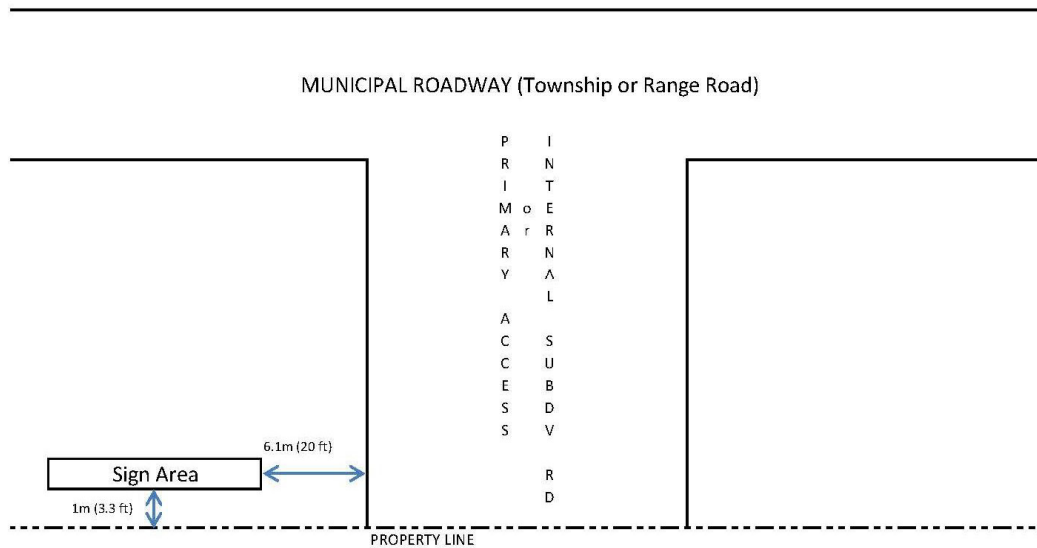 MUNICIPAL ROADWAY (Township or Range Road)
PRIMARY ACCESS
or
INTERNAL SUBDV RD
6.1m (20 ft)
Sign Area
1m (3.3 ft)
PROPERTY LINE